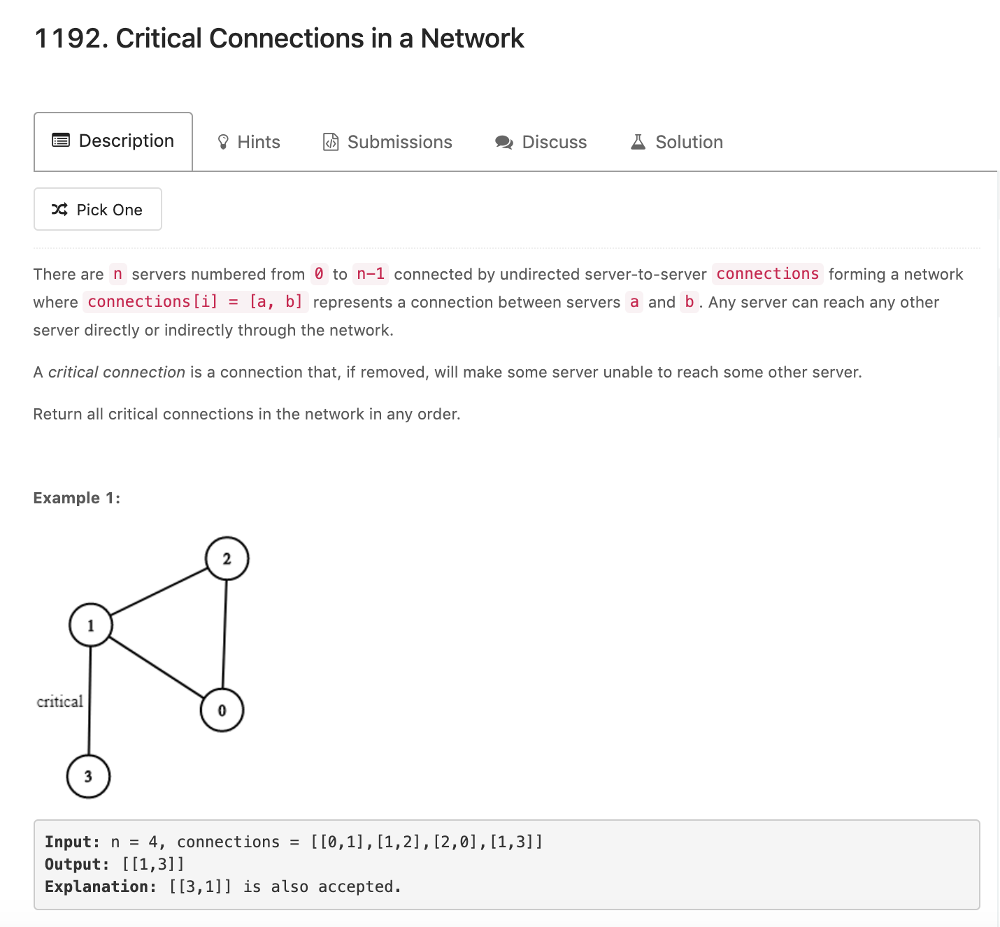 1192. Critical Connections in a Network
Description Hints Submissions Discuss Solution
Pick One
There are n servers numbered from 0 to n-1 connected by undirected server-to-server connections forming a network
where connections[i] = [a, b] represents a connection between servers a and b. Any server can reach any other
server directly or indirectly through the network.
A critical connection is a connection that, if removed, will make some server unable to reach some other server.
Return all critical connections in the network in any order.
Example 1:
2
1
critical
0
3
Input: n = 4, connections = [[0,1],[1,2],[2,0],[1,3]]
Output: [[1,3]]
Explanation: [[3,1]] is also accepted.